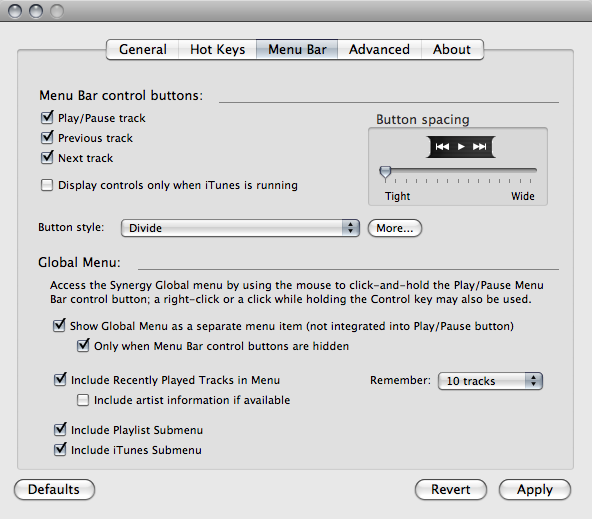 General Hot Keys Menu Bar Advanced About
Menu Bar control buttons:
Play/Pause track
Previous track
Next track
Display controls only when iTunes is running
Button spacing
Tight Wide
Button style: Divide More...
Global Menu:
Access the Synergy Global menu by using the mouse to click-and-hold the Play/Pause Menu
Bar control button; a right-click or a click while holding the Control key may also be used.
Show Global Menu as a separate menu item (not integrated into Play/Pause button)
Only when Menu Bar control buttons are hidden
Include Recently Played Tracks in Menu Remember: 10 tracks
Include artist information if available
Include Playlist Submenu
Include iTunes Submenu
Defaults Revert Apply